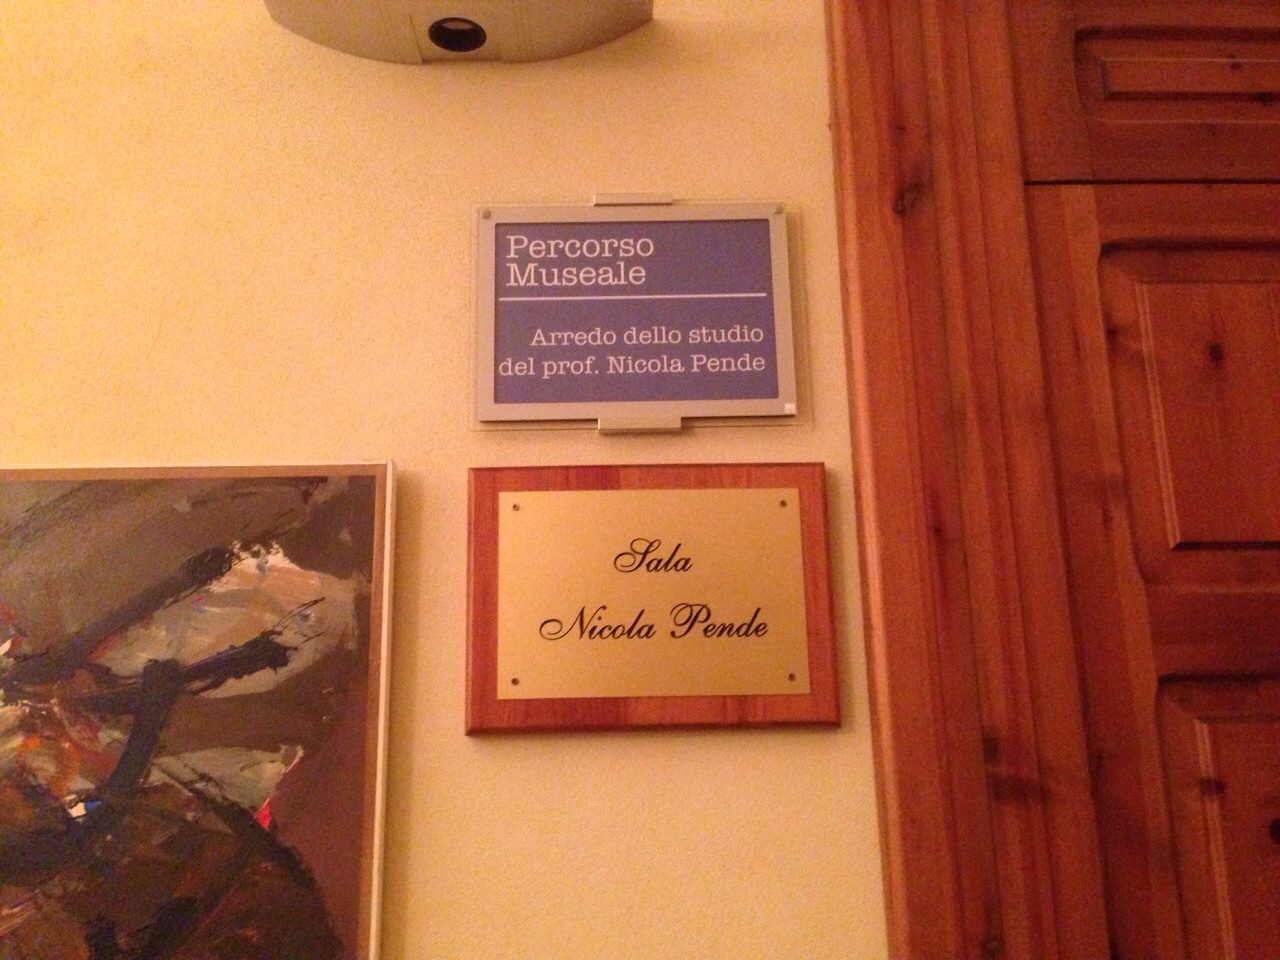 Percorso
Museale
Arredo dello studio
del prof. Nicola Pende
Sala
Nicola Pende